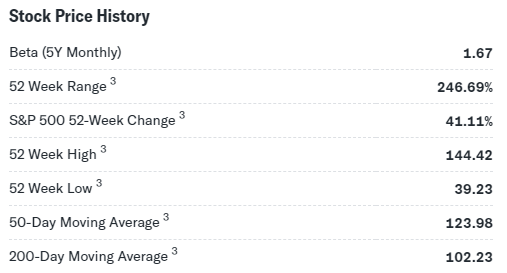 Stock Price History
Beta (5Y Monthly) 1.67
52 Week Range 3 246.69%
S&P 500 52-Week Change 3 41.11%
52 Week High 3 144.42
52 Week Low 3 39.23
50-Day Moving Average 3 123.98
200-Day Moving Average 3 102.23